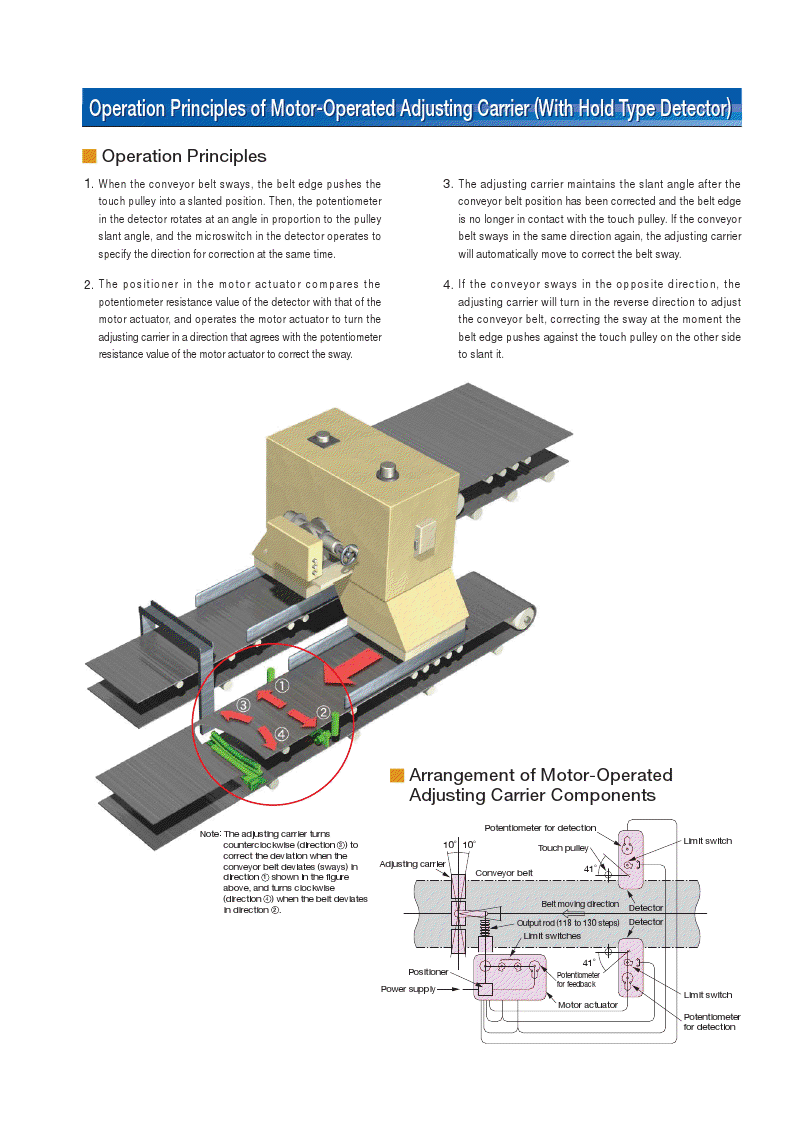 Operation Principles of Motor-Operated Adjusting Carrier (With Hold Type Detector)
Operation Principles
1. When the conveyor belt sways, the belt edge pushes the
touch pulley into a slanted position. Then, the potentiometer
in the detector rotates at an angle in proportion to the pulley
slant angle, and the microswitch in the detector operates to
specify the direction for correction at the same time.
2. The positioner in the motor actuator compares the
potentiometer resistance value of the detector with that of the
motor actuator, and operates the motor actuator to turn the
adjusting carrier in a direction that agrees with the potentiometer
resistance value of the motor actuator to correct the sway.
3. The adjusting carrier maintains the slant angle after the
conveyor belt position has been corrected and the belt edge
is no longer in contact with the touch pulley. If the conveyor
belt sways in the same direction again, the adjusting carrier
will automatically move to correct the belt sway.
4. If the conveyor sways in the opposite direction, the
adjusting carrier will turn in the reverse direction to adjust
the conveyor belt, correcting the sway at the moment the
belt edge pushes against the touch pulley on the other side
to slant it.
①
②
③
④
Note: The adjusting carrier turns
counterclockwise (direction ③) to
correct the deviation when the
conveyor belt deviates (sways) in
direction ① shown in the figure
above, and turns clockwise
(direction ④) when the belt deviates
in direction ②.
Arrangement of Motor-Operated
Adjusting Carrier Components
Potentiometer for detection
Limit switch
Touch pulley
10° 10°
41°
Adjusting carrier
Conveyor belt
Belt moving direction
Detector
Output rod (118 to 130 steps)
Detector
Limit switches
41°
Positioner
Potentiometer
for feedback
Power supply
Limit switch
Motor actuator
Potentiometer
for detection